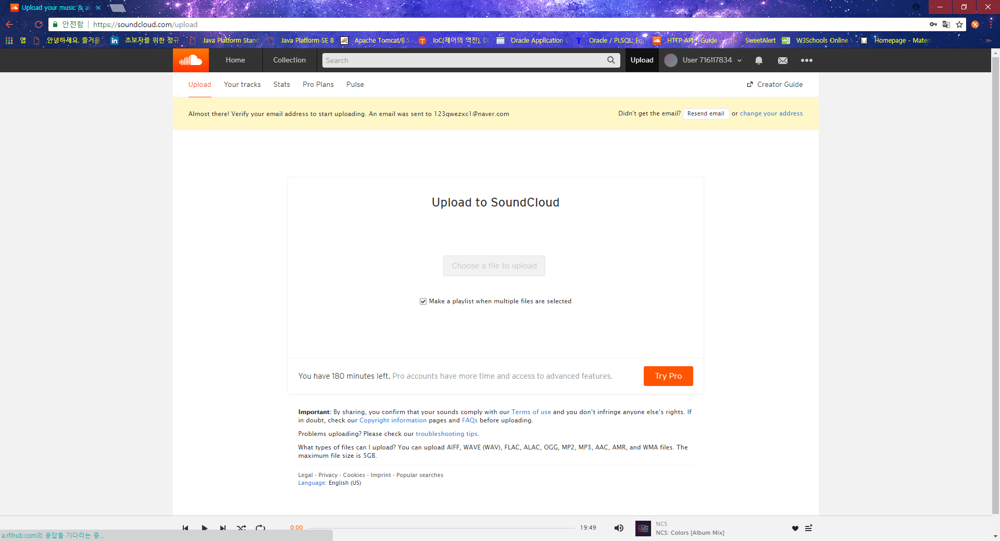 Upload your music & a
안전함 https://soundcloud.com/upload
앱 안녕하세요. 즐거운 초보자를 위한 정규 Java Platform Stand Java Platform SE 8 Apache Tomcat/8.5 IoC(제어의 역전), D Oracle Application Oracle / PLSQL: HTTP API - Guide SweetAlert W3Schools Online Homepage - Mater
Home Collection Search Upload User 716117834
Upload Your tracks Stats Pro Plans Pulse Creator Guide
Almost there! Verify your email address to start uploading. An email was sent to 123qwezxc1@naver.com Didn't get the email? Resend email or change your address
Upload to SoundCloud
Choose a file to upload
Make a playlist when multiple files are selected
You have 180 minutes left. Pro accounts have more time and access to advanced features. Try Pro
Important: By sharing, you confirm that your sounds comply with our Terms of use and you don’t infringe anyone else’s rights. If
in doubt, check our Copyright information pages and FAQs before uploading.
Problems uploading? Please check our troubleshooting tips.
What types of files can I upload? You can upload AIFF, WAVE (WAV), FLAC, ALAC, OGG, MP2, MP3, AAC, AMR, and WMA files. The
maximum file size is 5GB.
Legal - Privacy - Cookies - Imprint - Popular searches
Language: English (US)
0:00 19:49
NCS
NCS: Colors [Album Mix]
a.rfihub.com의 응답을 기다리는 중...